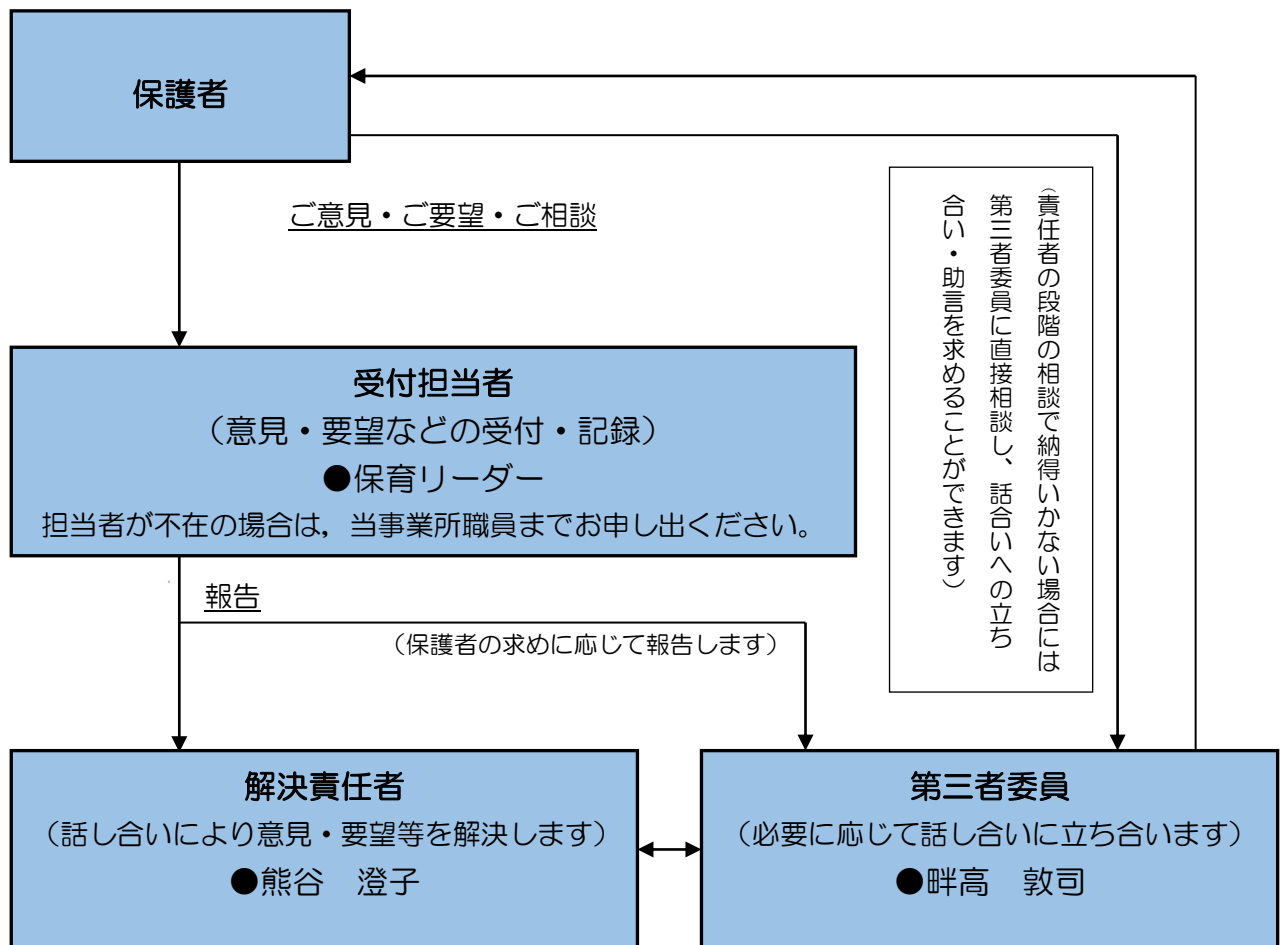 保護者
ご意見・ご要望・ご相談
（責任者の段階の相談で納得いかない場合には
第三者委員に直接相談し、話合いへの立ち
合い・助言を求めることができます）
受付担当者
（意見・要望などの受付・記録）
●保育リーダー
担当者が不在の場合は，当事業所職員までお申し出ください。
報告
（保護者の求めに応じて報告します）
解決責任者
（話し合いにより意見・要望等を解決します）
●熊谷　澄子
第三者委員
（必要に応じて話し合いに立ち合います）
●畔高　敦司